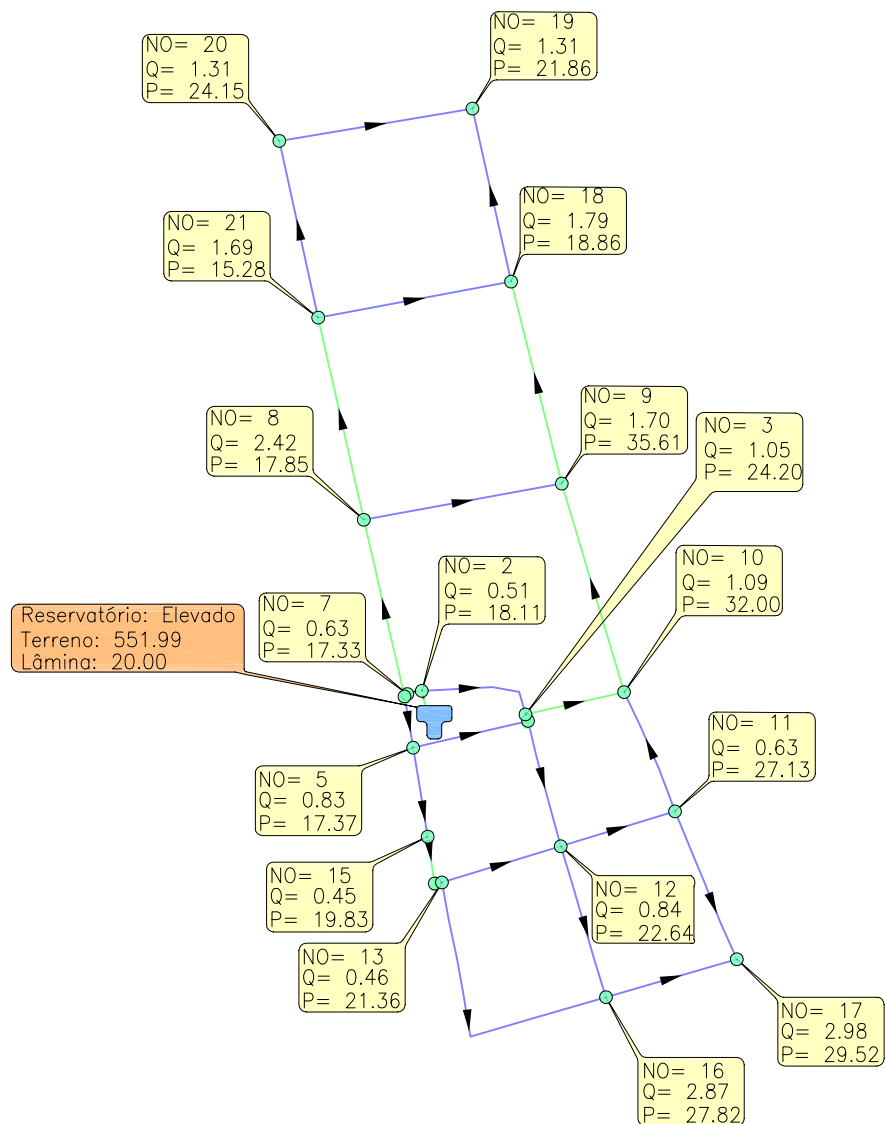 NO= 19
Q= 1.31
P= 21.86
NO= 20
Q= 1.31
P= 24.15
NO= 18
Q= 1.79
P= 18.86
NO= 21
Q= 1.69
P= 15.28
NO= 9
Q= 1.70
P= 35.61
NO= 8
Q= 2.42
P= 17.85
NO= 3
Q= 1.05
P= 24.20
NO= 10
Q= 1.09
P= 32.00
NO= 2
Q= 0.51
P= 18.11
NO= 7
Q= 0.63
P= 17.33
Reservatório: Elevado
Terreno: 551.99
Lâmina: 20.00
NO= 11
Q= 0.63
P= 27.13
NO= 5
Q= 0.83
P= 17.37
NO= 15
Q= 0.45
P= 19.83
NO= 12
Q= 0.84
P= 22.64
NO= 13
Q= 0.46
P= 21.36
NO= 17
Q= 2.98
P= 29.52
NO= 16
Q= 2.87
P= 27.82